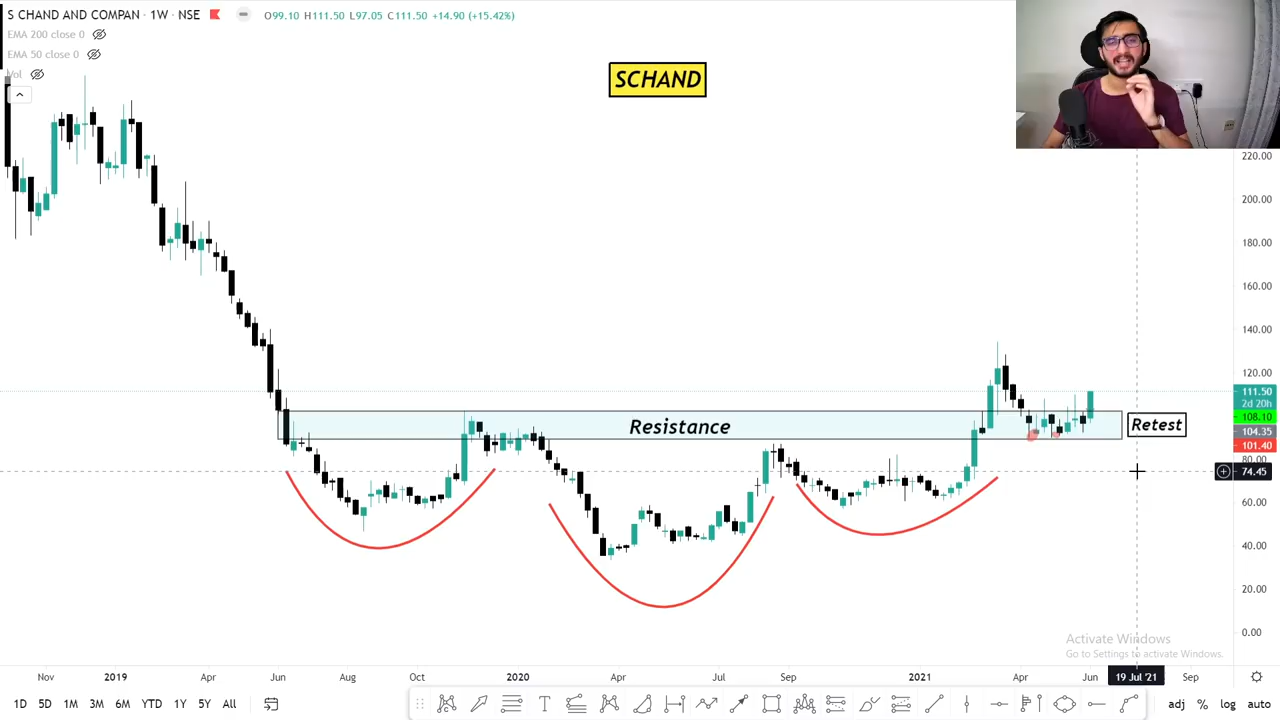 S CHAND AND COMPAN · 1W · NSE O99.10 H111.50 L97.05 C111.50 +14.90 (+15.42%)
EMA 200 close 0
EMA 50 close 0
Vol
SCHAND
220.00
200.00
180.00
160.00
140.00
120.00
111.50
2d 20h
108.10
104.35
101.40
80.00
74.45
60.00
40.00
20.00
0.00
Resistance
Retest
Activate Windows
Go to Settings to activate Windows.
Nov 2019 Apr Jun Aug Oct 2020 Apr Jul Sep 2021 Apr Jun 19 Jul '21 Sep
1D 5D 1M 3M 6M YTD 1Y 5Y All adj % log auto